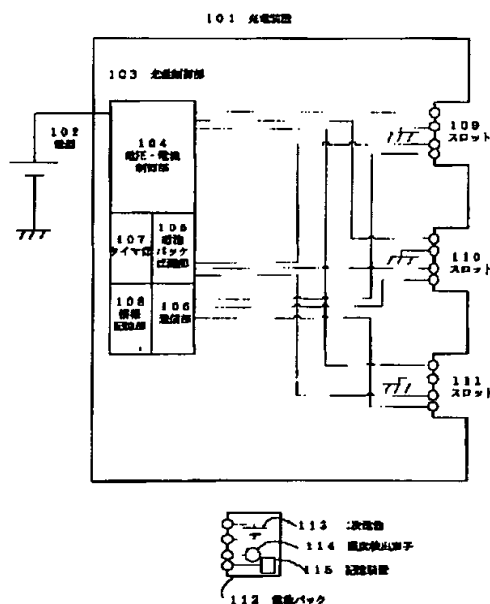 101 充電装置
103 充電制御部
102
電源
104
電圧・電流
制御部
107
タイマ部
105
電池
パック
認識部
108
情報
記憶部
106
通信部
109
スロット
110
スロット
111
スロット
113 二次電池
114 温度検出素子
115 記憶装置
112 電池パック